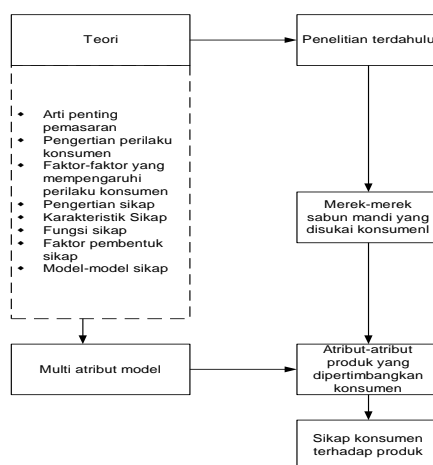 Teori
Penelitian terdahulu
Arti penting
pemasaran
Pengertian perilaku
konsumen
Faktor-faktor yang
mempengaruhi
perilaku konsumen
Pengertian sikap
Karakteristik Sikap
Fungsi sikap
Faktor pembentuk
sikap
Model-model sikap
Merek-merek
sabun mandi yang
disukai konsumenI
Multi atribut model
Atribut-atribut
produk yang
dipertimbangkan
konsumen
Sikap konsumen
terhadap produk